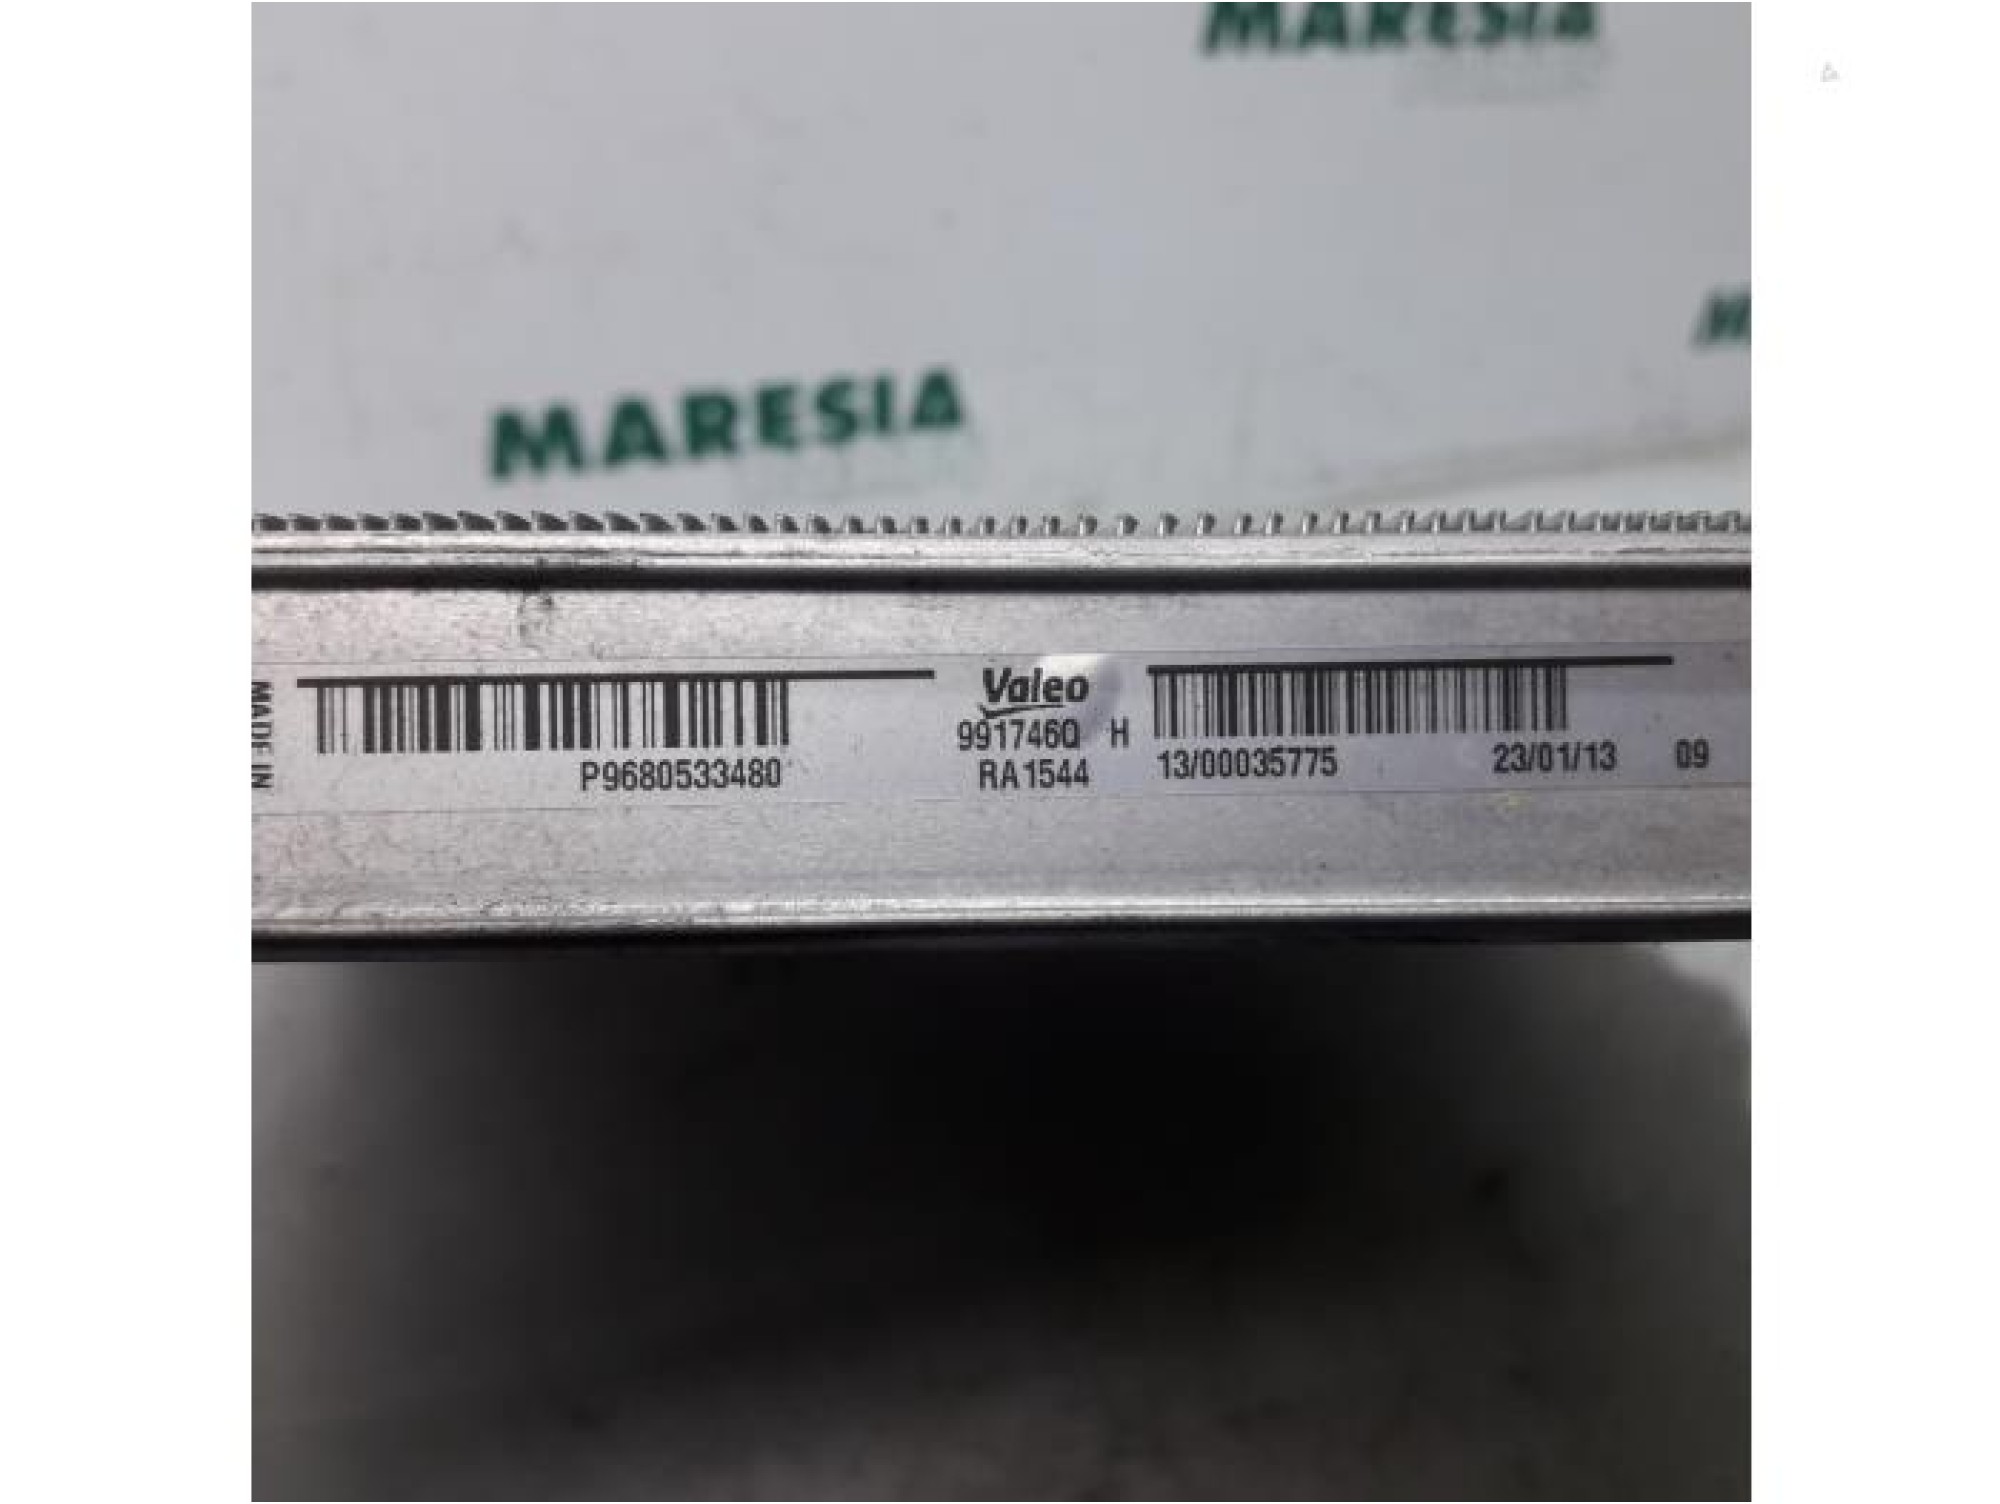 MARESIA
MARESIA
MADE IN
P9680533480
Valeo
991746Q H
RA1544
13/00035775 23/01/13 09